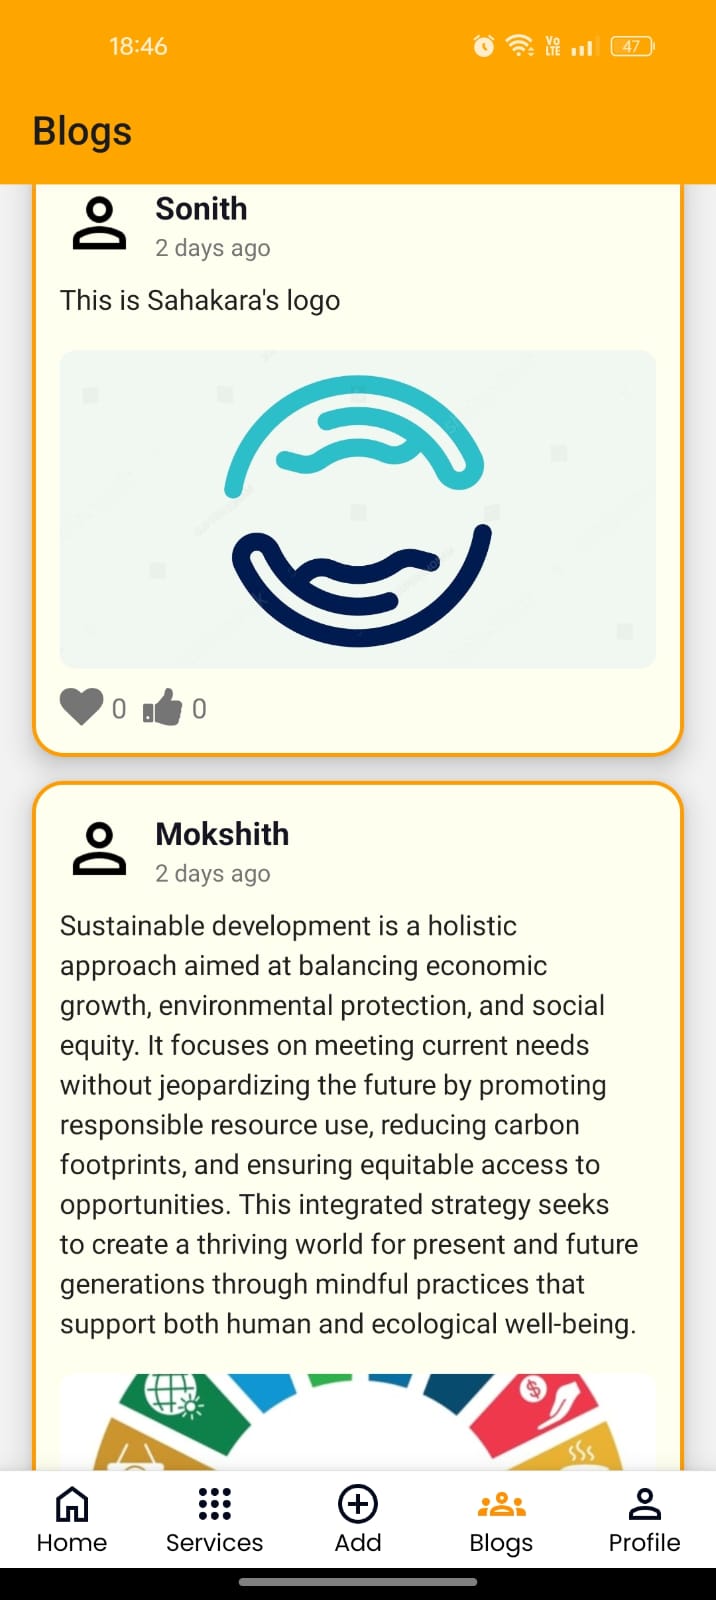 18:46
Vo
LTE
47
Blogs
Sonith
2 days ago
This is Sahakara's logo
0
0
Mokshith
2 days ago
Sustainable development is a holistic
approach aimed at balancing economic
growth, environmental protection, and social
equity. It focuses on meeting current needs
without jeopardizing the future by promoting
responsible resource use, reducing carbon
footprints, and ensuring equitable access to
opportunities. This integrated strategy seeks
to create a thriving world for present and future
generations through mindful practices that
support both human and ecological well-being.
$
Home
Services
Add
Blogs
Profile